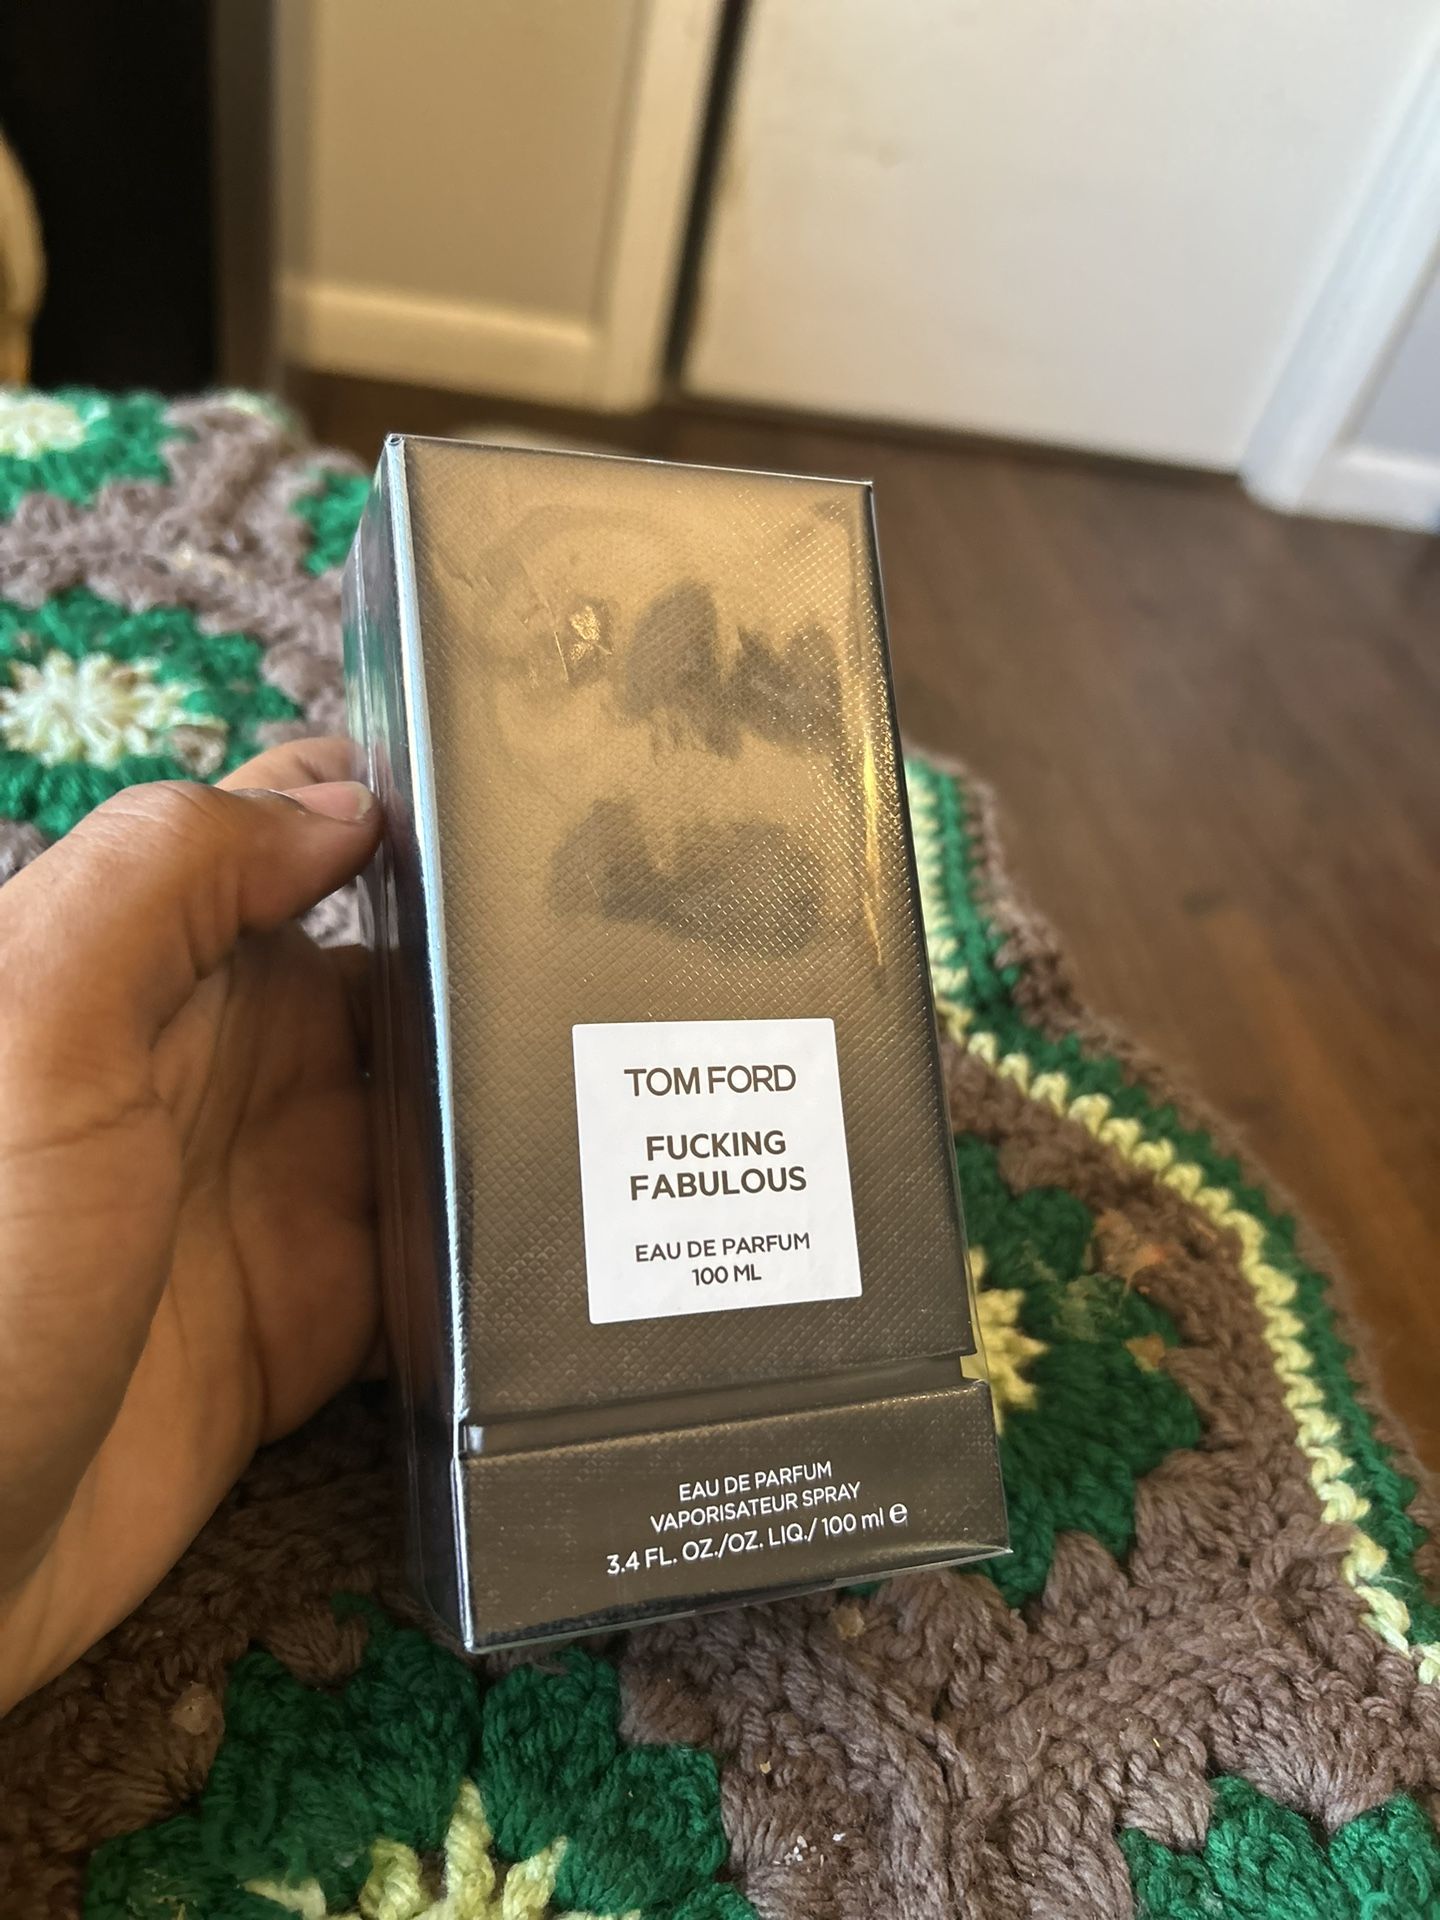 TOM FORD
FUCKING
FABULOUS
EAU DE PARFUM
100 ML
EAU DE PARFUM
VAPORISATEUR SPRAY
3.4 FL. OZ./OZ. LIQ./ 100 ml ℮